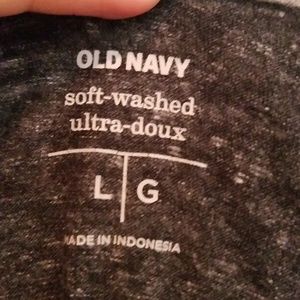 OLD NAVY
soft-washed
ultra-doux
L G
MADE IN INDONESIA